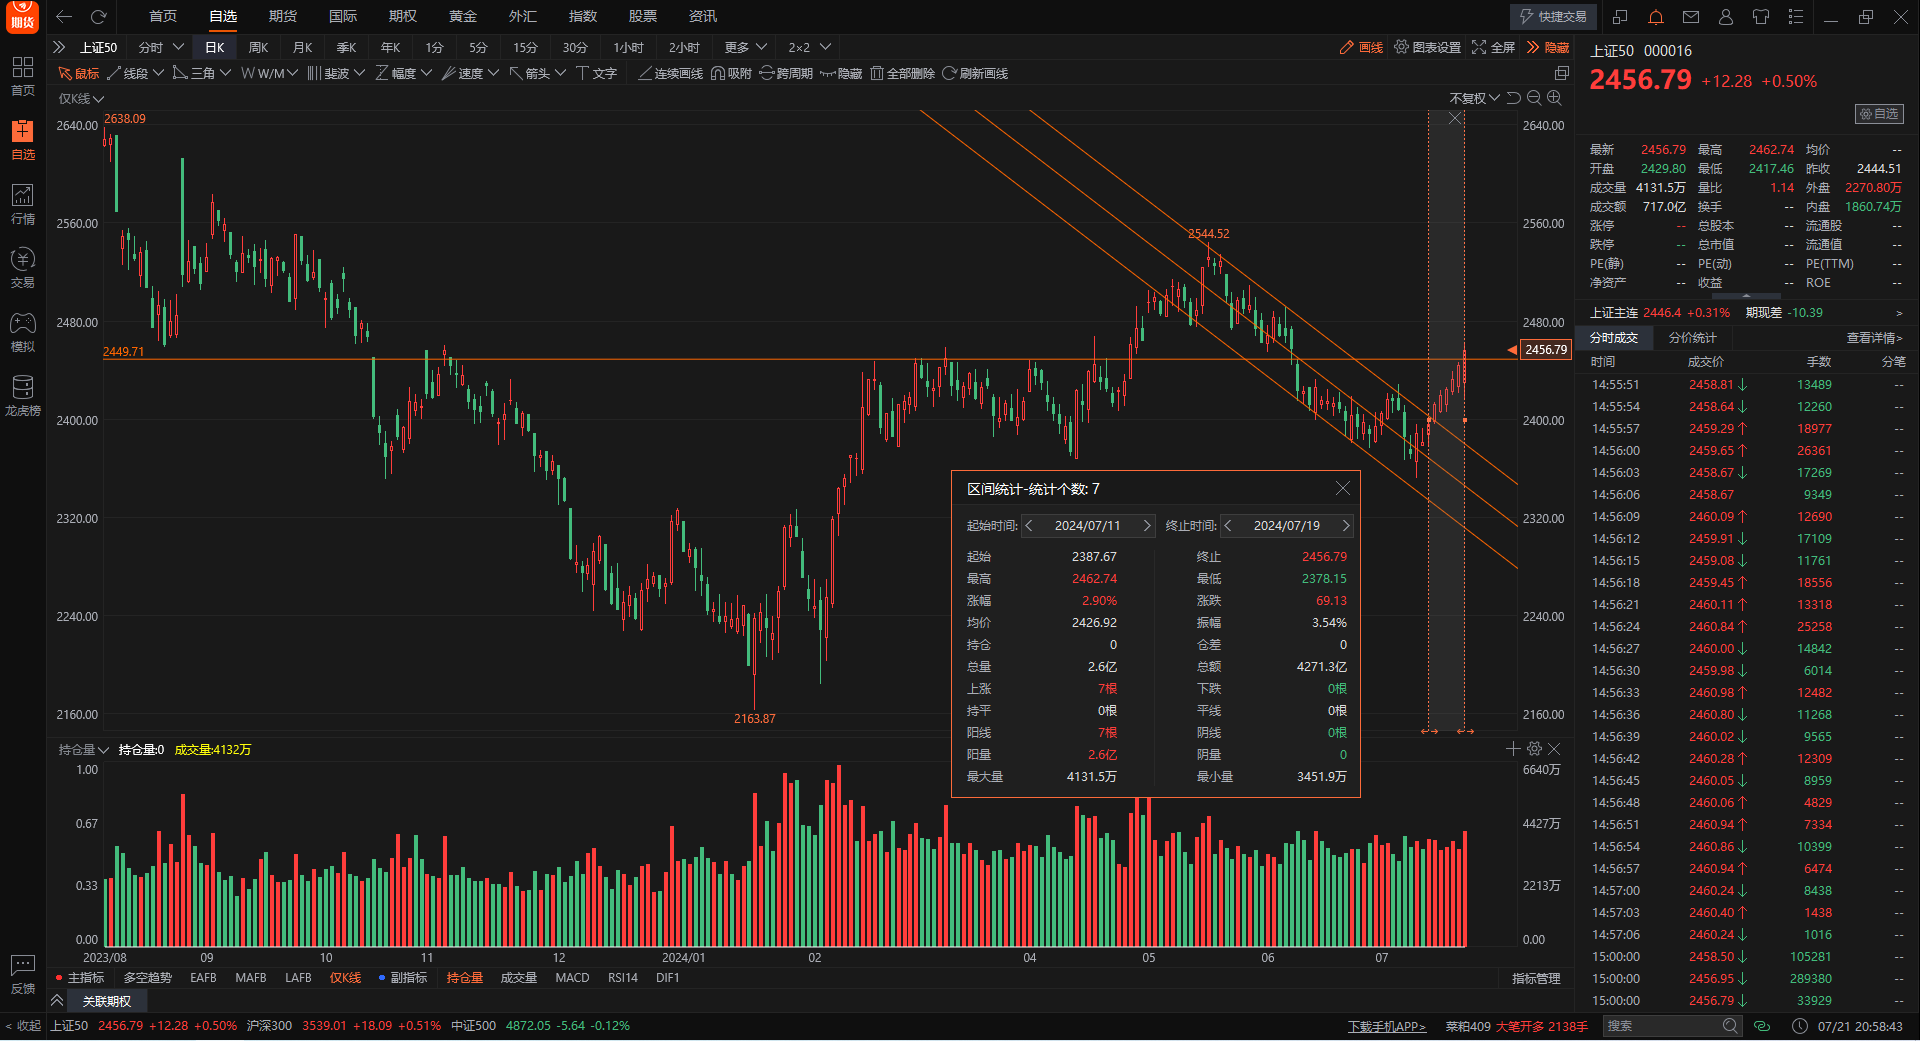 期货
首页 自选 期货 国际 期权 黄金 外汇 指数 股票 资讯 快捷交易
上证50 分时 日K 周K 月K 季K 年K 1分 5分 15分 30分 1小时 2小时 更多 2×2 画线 图表设置 全屏 隐藏
鼠标 线段 三角 W/M 斐波 幅度 速度 箭头 文字 连续画线 吸附 跨周期 隐藏 全部删除 刷新画线
首页
自选
行情
交易
模拟
龙虎榜
反馈
< 收起
仅K线 不复权
2640.00 2638.09 2640.00
2560.00 2560.00
2544.52
2480.00 2480.00
2449.71 2456.79
2400.00 2400.00
2320.00 2320.00
2240.00 2240.00
2160.00 2163.87 2160.00
区间统计-统计个数: 7
起始时间: 2024/07/11 终止时间: 2024/07/19
起始 2387.67 终止 2456.79
最高 2462.74 最低 2378.15
涨幅 2.90% 涨跌 69.13
均价 2426.92 振幅 3.54%
持仓 0 仓差 0
总量 2.6亿 总额 4271.3亿
上涨 7根 下跌 0根
持平 0根 平线 0根
阳线 7根 阴线 0根
阳量 2.6亿 阴量 0
最大量 4131.5万 最小量 3451.9万
持仓量 持仓量:0 成交量:4132万
1.00 6640万
0.67 4427万
0.33 2213万
0.00 0.00
2023/08 09 10 11 12 2024/01 02 04 05 06 07
主指标 多空趋势 EAFB MAFB LAFB 仅K线 副指标 持仓量 成交量 MACD RSI14 DIF1 指标管理
关联期权
上证50 000016
2456.79 +12.28 +0.50%
自选
最新 2456.79 最高 2462.74 均价 --
开盘 2429.80 最低 2417.46 昨收 2444.51
成交量 4131.5万 量比 1.14 外盘 2270.80万
成交额 717.0亿 换手 -- 内盘 1860.74万
涨停 -- 总股本 -- 流通股 --
跌停 -- 总市值 -- 流通值 --
PE(静) -- PE(动) -- PE(TTM) --
净资产 -- 收益 -- ROE --
上证主连 2446.4 +0.31% 期现差 -10.39 >
分时成交 分价统计 查看详情>
时间 成交价 手数 分笔
14:55:51 2458.81↓ 13489 --
14:55:54 2458.64↓ 12260 --
14:55:57 2459.29↑ 18977 --
14:56:00 2459.65↑ 26361 --
14:56:03 2458.67↓ 17269 --
14:56:06 2458.67 9349 --
14:56:09 2460.09↑ 12690 --
14:56:12 2459.91↓ 17109 --
14:56:15 2459.08↓ 11761 --
14:56:18 2459.45↑ 18556 --
14:56:21 2460.11↑ 13318 --
14:56:24 2460.84↑ 25258 --
14:56:27 2460.00↓ 14842 --
14:56:30 2459.98↓ 6014 --
14:56:33 2460.98↑ 12482 --
14:56:36 2460.80↓ 11268 --
14:56:39 2460.02↓ 9565 --
14:56:42 2460.28↑ 12309 --
14:56:45 2460.05↓ 8959 --
14:56:48 2460.06↑ 4829 --
14:56:51 2460.94↑ 7334 --
14:56:54 2460.86↓ 10399 --
14:56:57 2460.94↑ 6474 --
14:57:00 2460.24↓ 8438 --
14:57:03 2460.40↑ 1438 --
14:57:06 2460.24↓ 1016 --
15:00:00 2458.50↓ 105281 --
15:00:00 2456.95↓ 289380 --
15:00:00 2456.79↓ 33929 --
上证50 2456.79 +12.28 +0.50% 沪深300 3539.01 +18.09 +0.51% 中证500 4872.05 -5.64 -0.12% 下载手机APP> 菜粕409 大笔开多 2138手 搜索 07/21 20:58:43